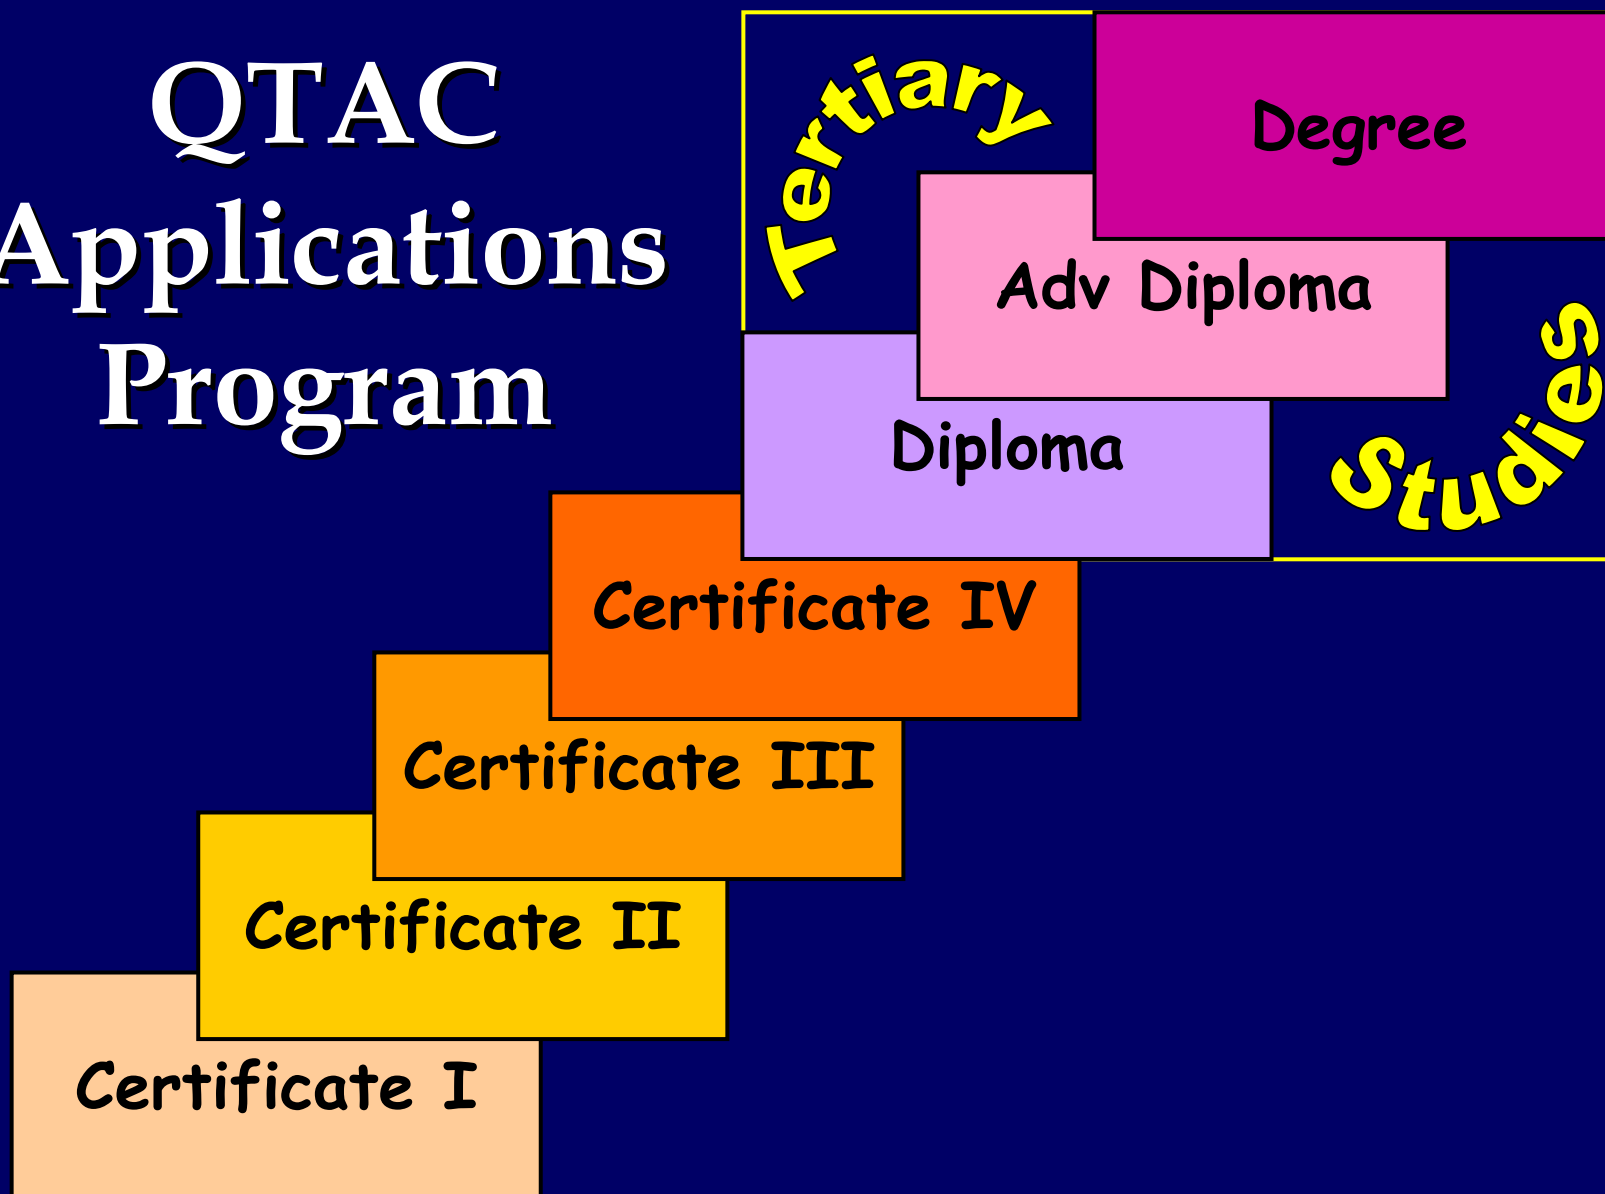 QTAC
Applications
Program
Tertiary
Degree
Adv Diploma
Studies
Diploma
Certificate IV
Certificate III
Certificate II
Certificate I